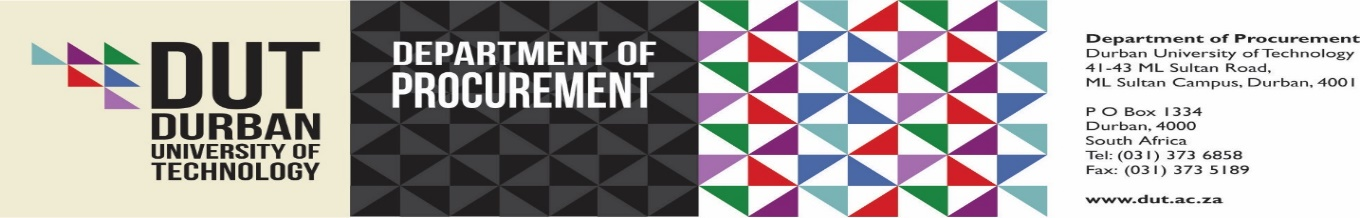 DUT
DURBAN
UNIVERSITY OF
TECHNOLOGY
DEPARTMENT OF
PROCUREMENT
Department of Procurement
Durban University of Technology
41-43 ML Sultan Road,
ML Sultan Campus, Durban, 4001
P O Box 1334
Durban, 4000
South Africa
Tel: (031) 373 6858
Fax: (031) 373 5189
www.dut.ac.za